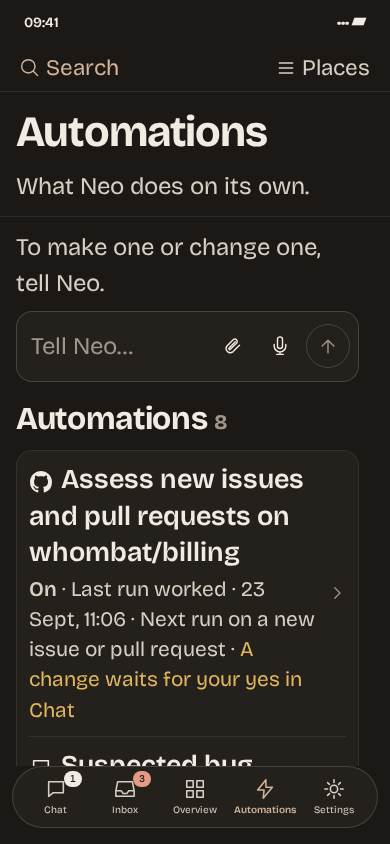 09:41
Search
Places
Automations
What Neo does on its own.
To make one or change one,
tell Neo.
Tell Neo...
Automations 8
Assess new issues
and pull requests on
whombat/billing
On · Last run worked · 23
Sept, 11:06 · Next run on a new
issue or pull request · A
change waits for your yes in
Chat
Suspected bug
1
3
Chat
Inbox
Overview
Automations
Settings